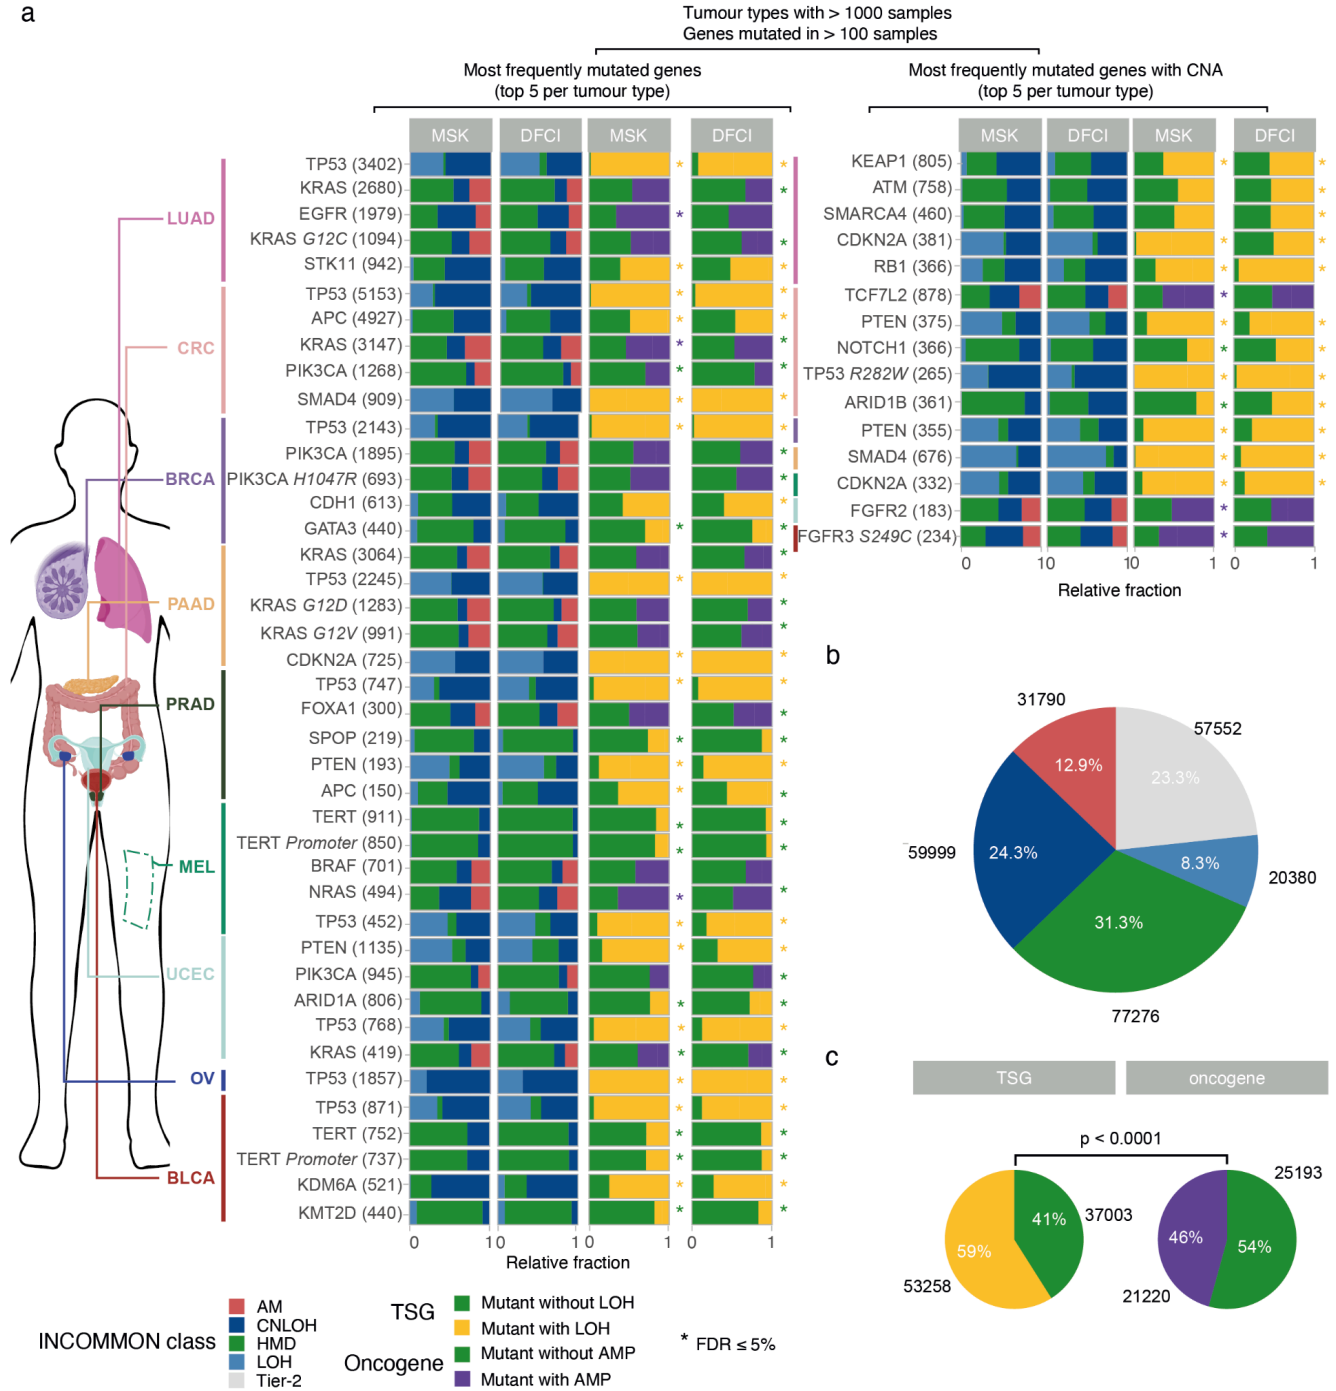 a
Tumour types with > 1000 samples
Genes mutated in > 100 samples
Most frequently mutated genes
(top 5 per tumour type)
Most frequently mutated genes with CNA
(top 5 per tumour type)
MSK DFCI MSK DFCI
MSK DFCI MSK DFCI
LUAD
CRC
BRCA
PAAD
PRAD
MEL
UCEC
OV
BLCA
TP53 (3402) *
*
KRAS (2680) *
EGFR (1979) *
KRAS G12C (1094) *
STK11 (942) * *
TP53 (5153) * *
APC (4927) * *
KRAS (3147) * *
PIK3CA (1268) * *
SMAD4 (909) * *
TP53 (2143) * *
PIK3CA (1895) *
PIK3CA H1047R (693) *
CDH1 (613) *
GATA3 (440) * *
KRAS (3064) *
TP53 (2245) * *
KRAS G12D (1283) *
KRAS G12V (991) *
CDKN2A (725) *
TP53 (747) * *
FOXA1 (300) *
SPOP (219) * *
PTEN (193) * *
APC (150) * *
TERT (911) * *
TERT Promoter (850) * *
BRAF (701)
NRAS (494) * *
TP53 (452) * *
PTEN (1135) * *
PIK3CA (945) *
ARID1A (806) * *
TP53 (768) * *
KRAS (419) * *
TP53 (1857) * *
TP53 (871) * *
TERT (752) * *
TERT Promoter (737) * *
KDM6A (521) * *
KMT2D (440) * *
0 10 10 1 0 1
Relative fraction
KEAP1 (805) * *
ATM (758) *
SMARCA4 (460) *
CDKN2A (381) * *
RB1 (366) * *
TCF7L2 (878) *
PTEN (375) * *
NOTCH1 (366) * *
TP53 R282W (265) * *
ARID1B (361) * *
PTEN (355) * *
SMAD4 (676) * *
CDKN2A (332) * *
FGFR2 (183) *
FGFR3 S249C (234) *
0 10 10 1 0 1
Relative fraction
b
31790
57552
12.9%
23.3%
59999
24.3%
8.3%
20380
31.3%
77276
c
TSG oncogene
p < 0.0001
25193
41%
37003
46%
54%
59%
53258
21220
INCOMMON class
AM
CNLOH
HMD
LOH
Tier-2
TSG
Mutant without LOH
Mutant with LOH
Oncogene
Mutant without AMP
Mutant with AMP
* FDR ≤ 5%